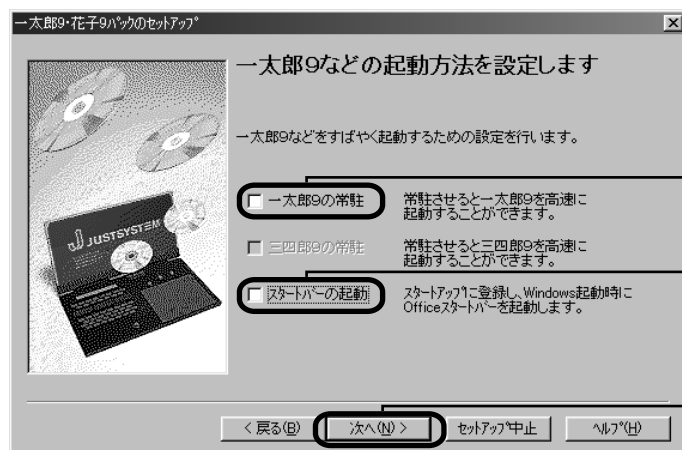 一太郎9・花子9ﾊﾟｯｸのｾｯﾄｱｯﾌﾟ
一太郎9などの起動方法を設定します
一太郎9などをすばやく起動するための設定を行います。
一太郎9の常駐
常駐させると一太郎9を高速に
起動することができます。
三四郎9の常駐
常駐させると三四郎9を高速に
起動することができます。
ｽﾀｰﾄﾊﾞｰの起動
ｽﾀｰﾄｱｯﾌﾟに登録し、Windows起動時に
Officeｽﾀｰﾄﾊﾞｰを起動します。
JUSTSYSTEM
< 戻る(B)
次へ(N) >
ｾｯﾄｱｯﾌﾟ中止
ﾍﾙﾌﾟ(H)